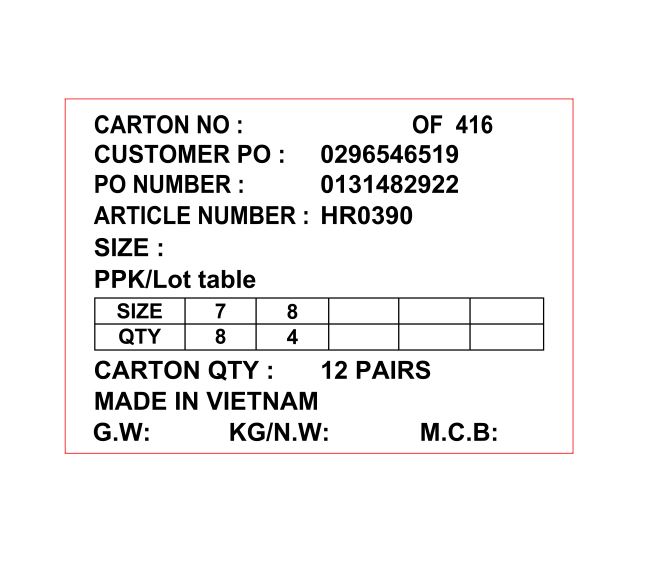 CARTON NO : OF 416
CUSTOMER PO : 0296546519
PO NUMBER : 0131482922
ARTICLE NUMBER : HR0390
SIZE :
PPK/Lot table
SIZE 7 8
QTY 8 4
CARTON QTY : 12 PAIRS
MADE IN VIETNAM
G.W: KG/N.W: M.C.B: